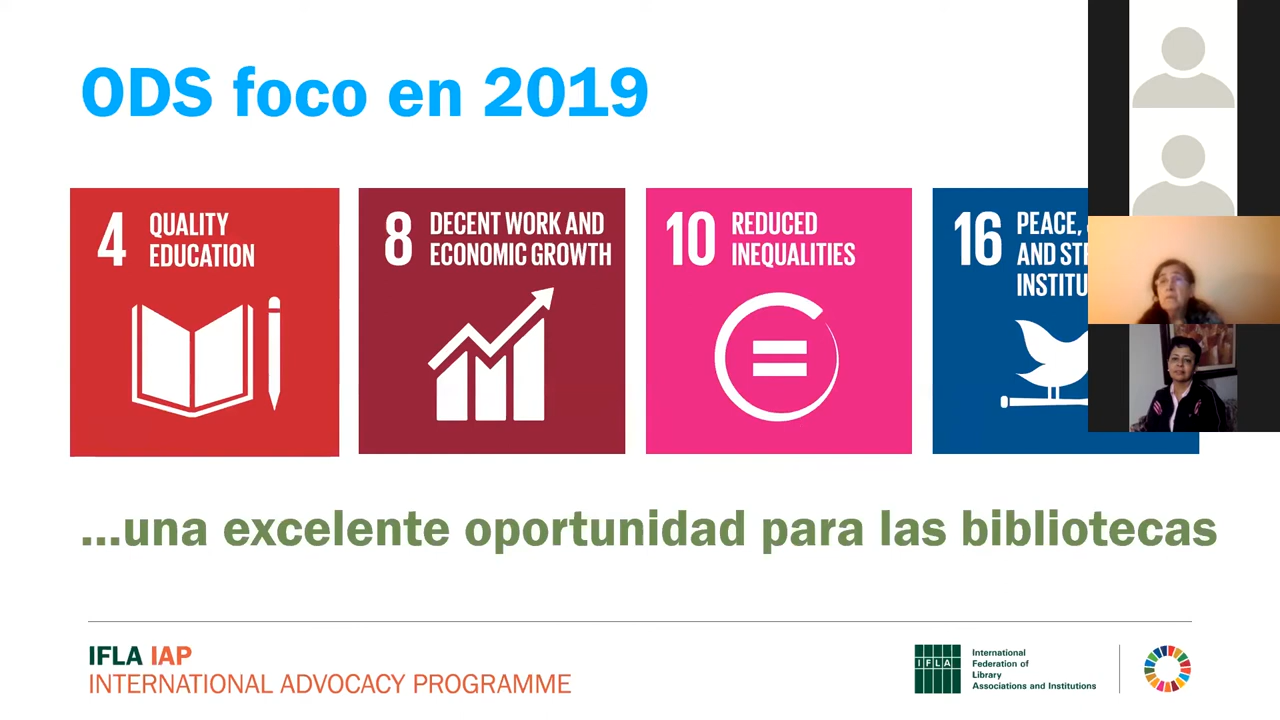 ODS foco en 2019
4 QUALITY
EDUCATION
8 DECENT WORK AND
ECONOMIC GROWTH
10 REDUCED
INEQUALITIES
16 PEACE,
AND
...una excelente oportunidad para las bibliotecas
IFLA IAP
INTERNATIONAL ADVOCACY PROGRAMME
IFLA
International
Federation of
Library
Associations and Institutions